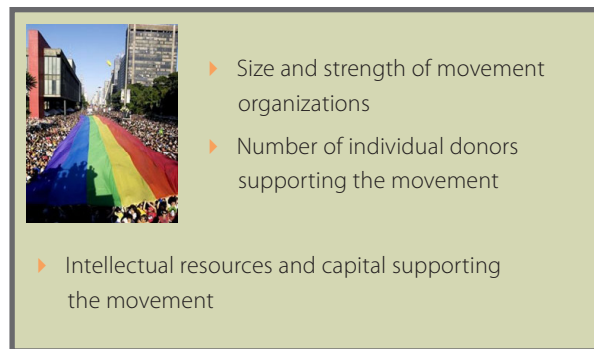 Size and strength of movement
organizations
Number of individual donors
supporting the movement
Intellectual resources and capital supporting
the movement